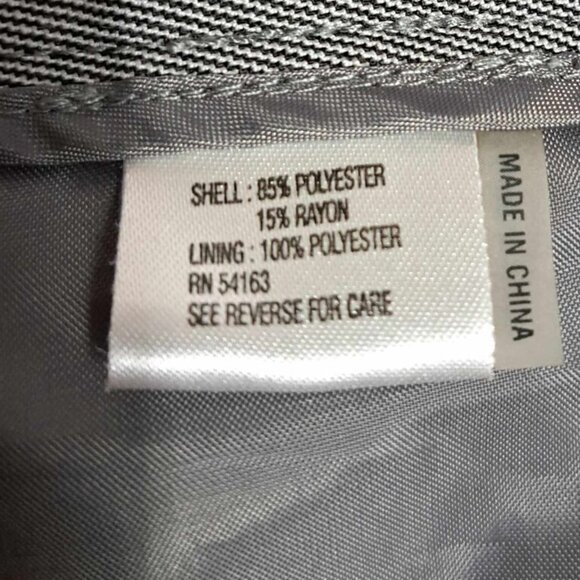 SHELL : 85% POLYESTER
15% RAYON
LINING : 100% POLYESTER
RN 54163
SEE REVERSE FOR CARE
MADE IN CHINA